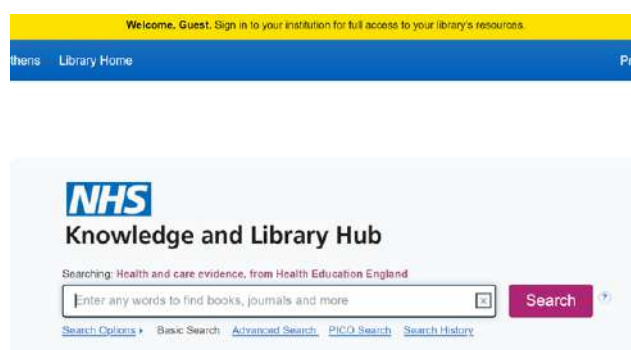 Welcome, Guest. Sign in to your institution for full access to your library's resources.
thens Library Home Pr
NHS
Knowledge and Library Hub
Searching: Health and care evidence, from Health Education England
Enter any words to find books, journals and more Search
Search Options Basic Search Advanced Search PICO Search Search History